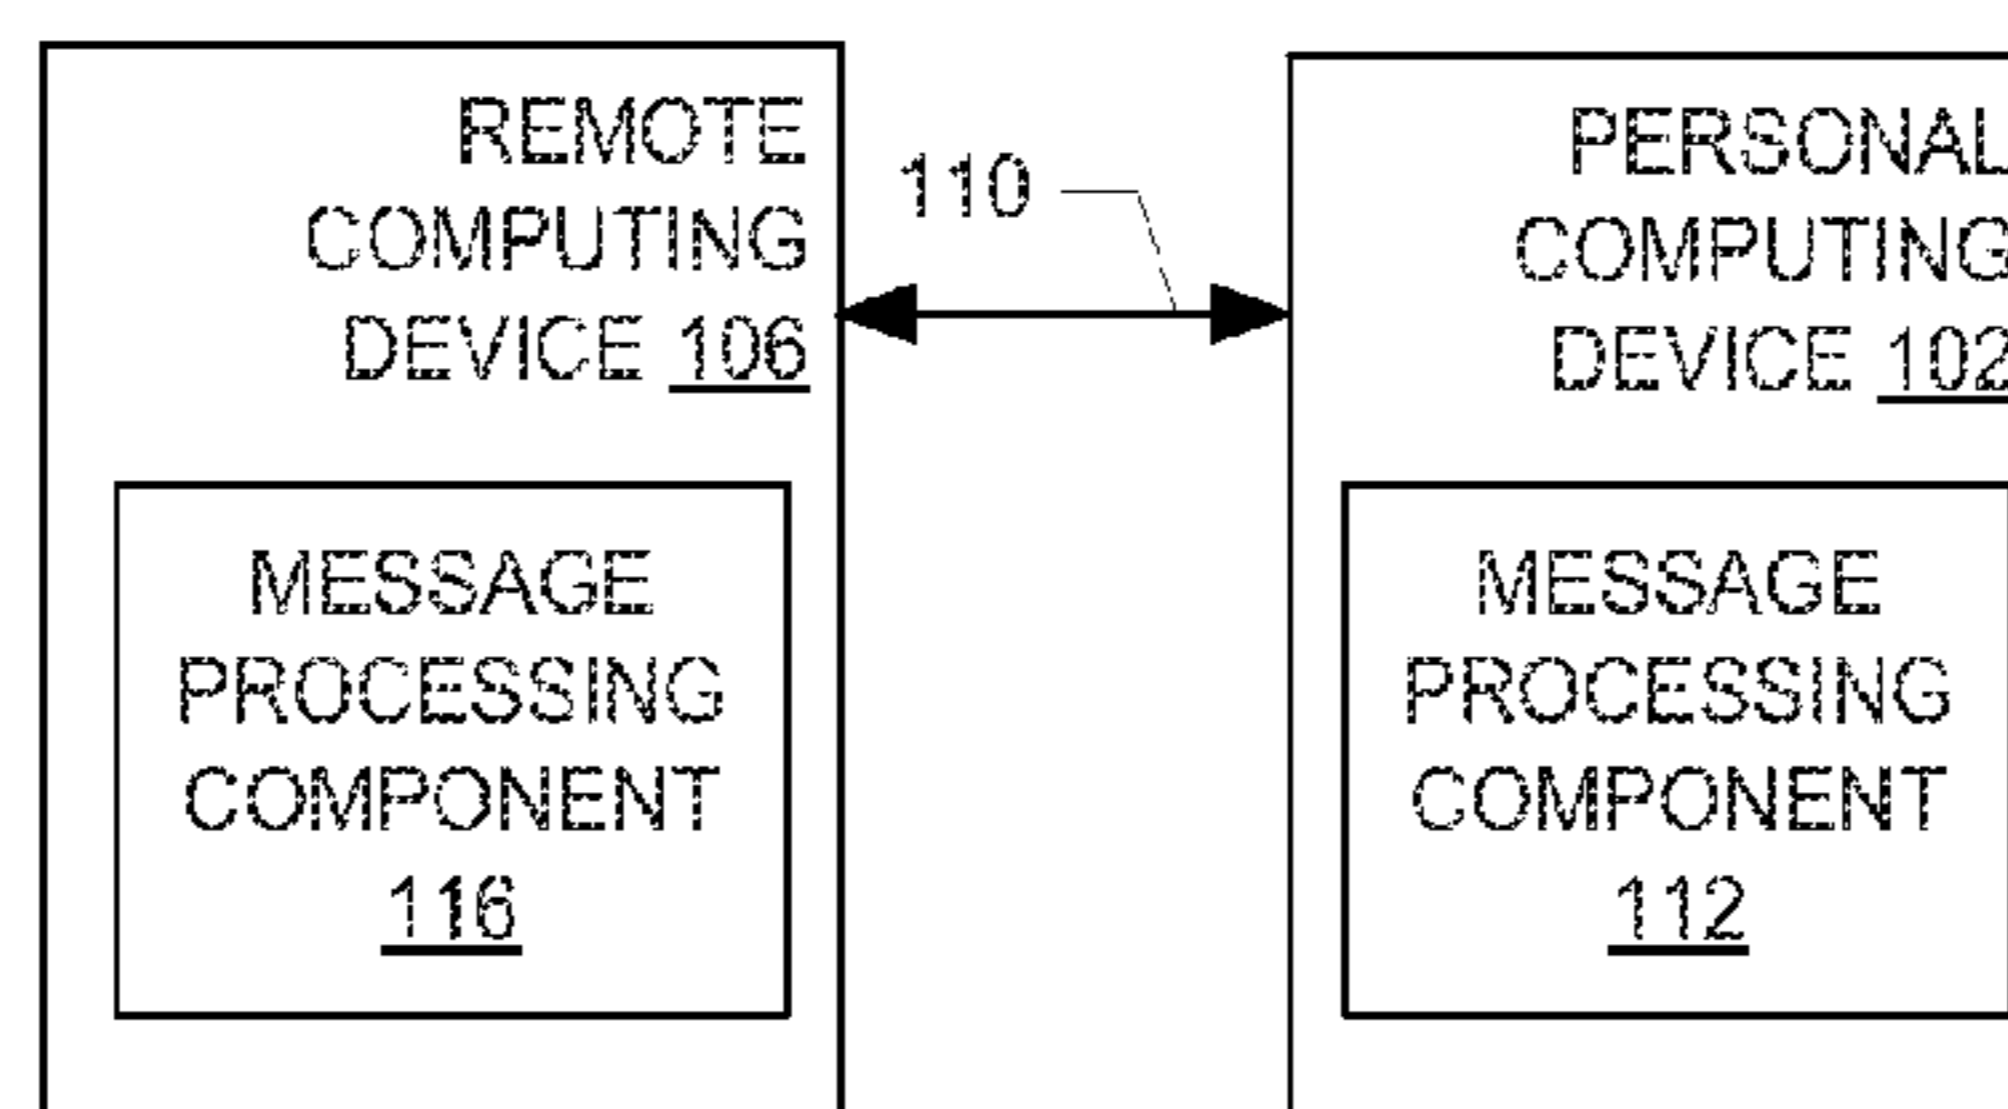 REMOTE
COMPUTING
DEVICE 106
MESSAGE
PROCESSING
COMPONENT
116
110
PERSONAL
COMPUTING
DEVICE 102
MESSAGE
PROCESSING
COMPONENT
112